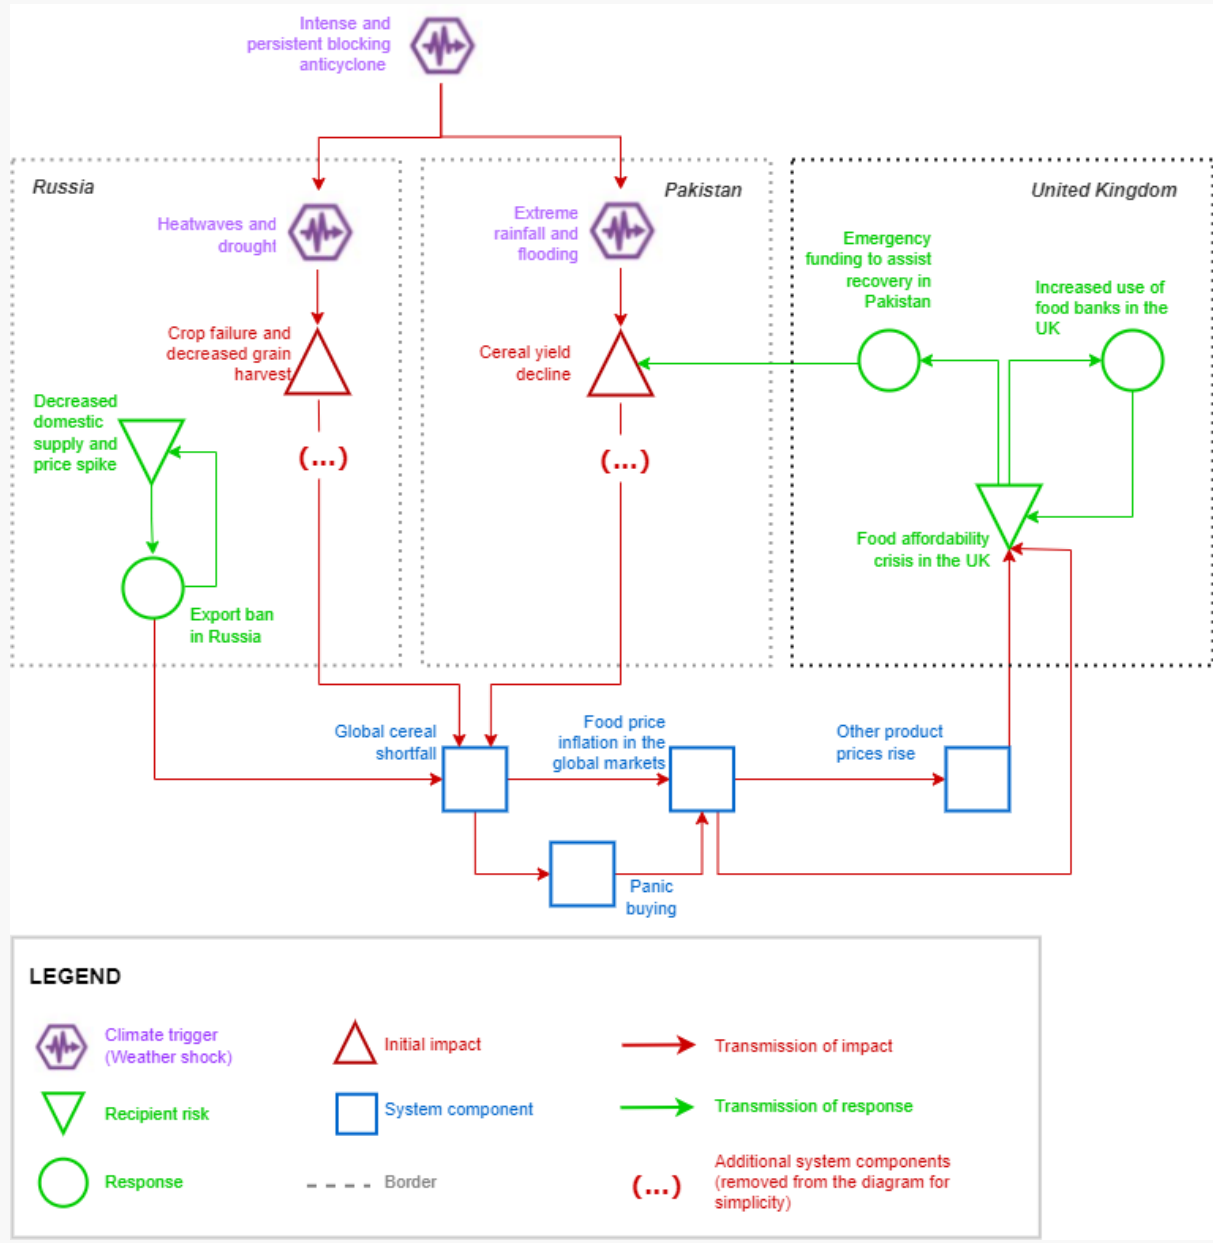 Intense and
persistent blocking
anticyclone
Russia
Pakistan
United Kingdom
Heatwaves and
drought
Extreme
rainfall and
flooding
Emergency
funding to assist
recovery in
Pakistan
Increased use of
food banks in the
UK
Crop failure and
decreased grain
harvest
Cereal yield
decline
Decreased
domestic
supply and
price spike
(...)
(...)
Food affordability
crisis in the UK
Export ban
in Russia
Global cereal
shortfall
Food price
inflation in the
global markets
Other product
prices rise
Panic
buying
LEGEND
Climate trigger
(Weather shock)
Initial impact
Transmission of impact
Recipient risk
System component
Transmission of response
Response
Border
(...)
Additional system components
(removed from the diagram for
simplicity)